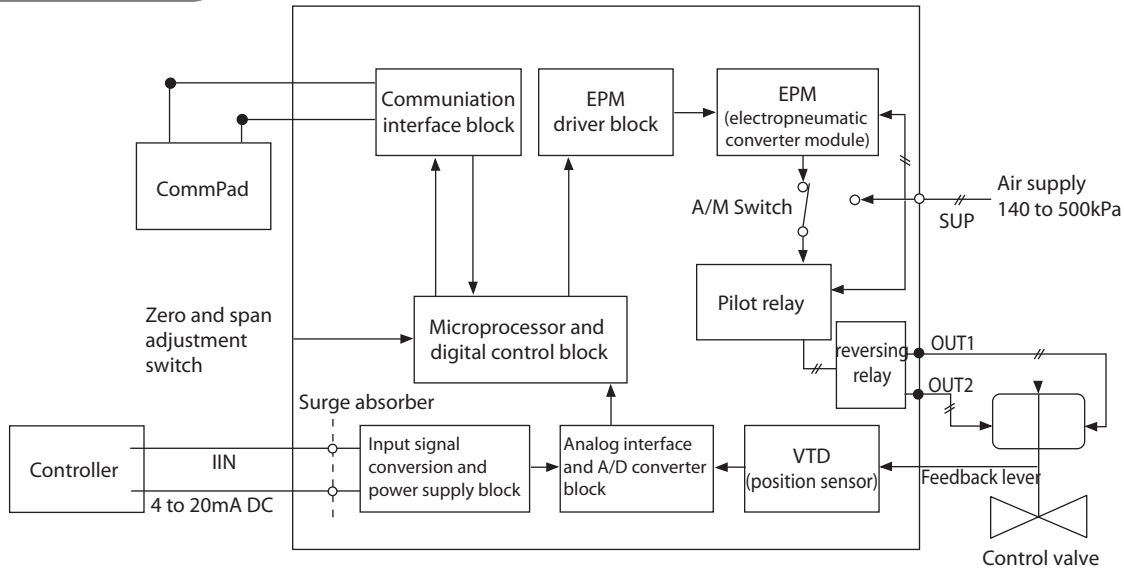 Communiation
interface block
EPM
driver block
EPM
(electropneumatic
converter module)
CommPad
A/M Switch
Air supply
140 to 500kPa
SUP
Pilot relay
Zero and span
adjustment
switch
Microprocessor and
digital control block
reversing
relay
OUT1
OUT2
Surge absorber
Controller
IIN
4 to 20mA DC
Input signal
conversion and
power supply block
Analog interface
and A/D converter
block
VTD
(position sensor)
Feedback lever
Control valve